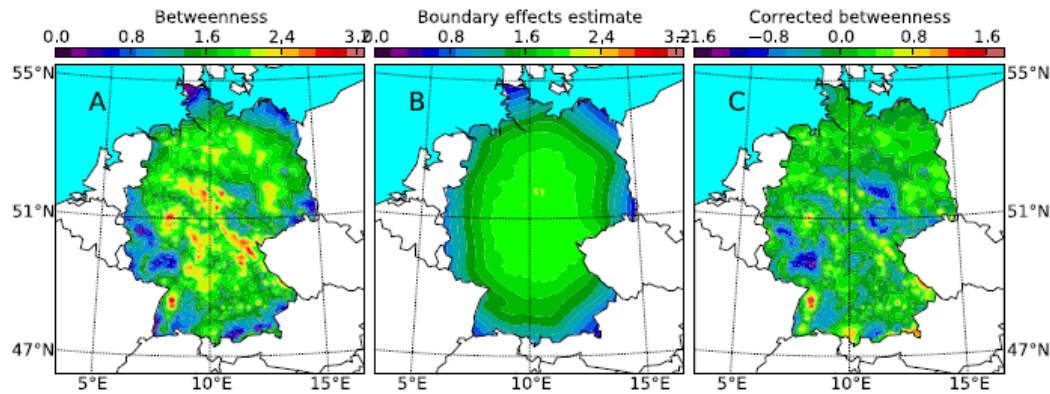 Betweenness
Boundary effects estimate
Corrected betweenness
0.0 0.8 1.6 2.4 3.2
0.0 0.8 1.6 2.4 3.2
−1.6 −0.8 0.0 0.8 1.6
55°N
A
B
C
55°N
51°N
51°N
47°N
47°N
5°E 10°E 15°E
5°E 10°E 15°E
5°E 10°E 15°E